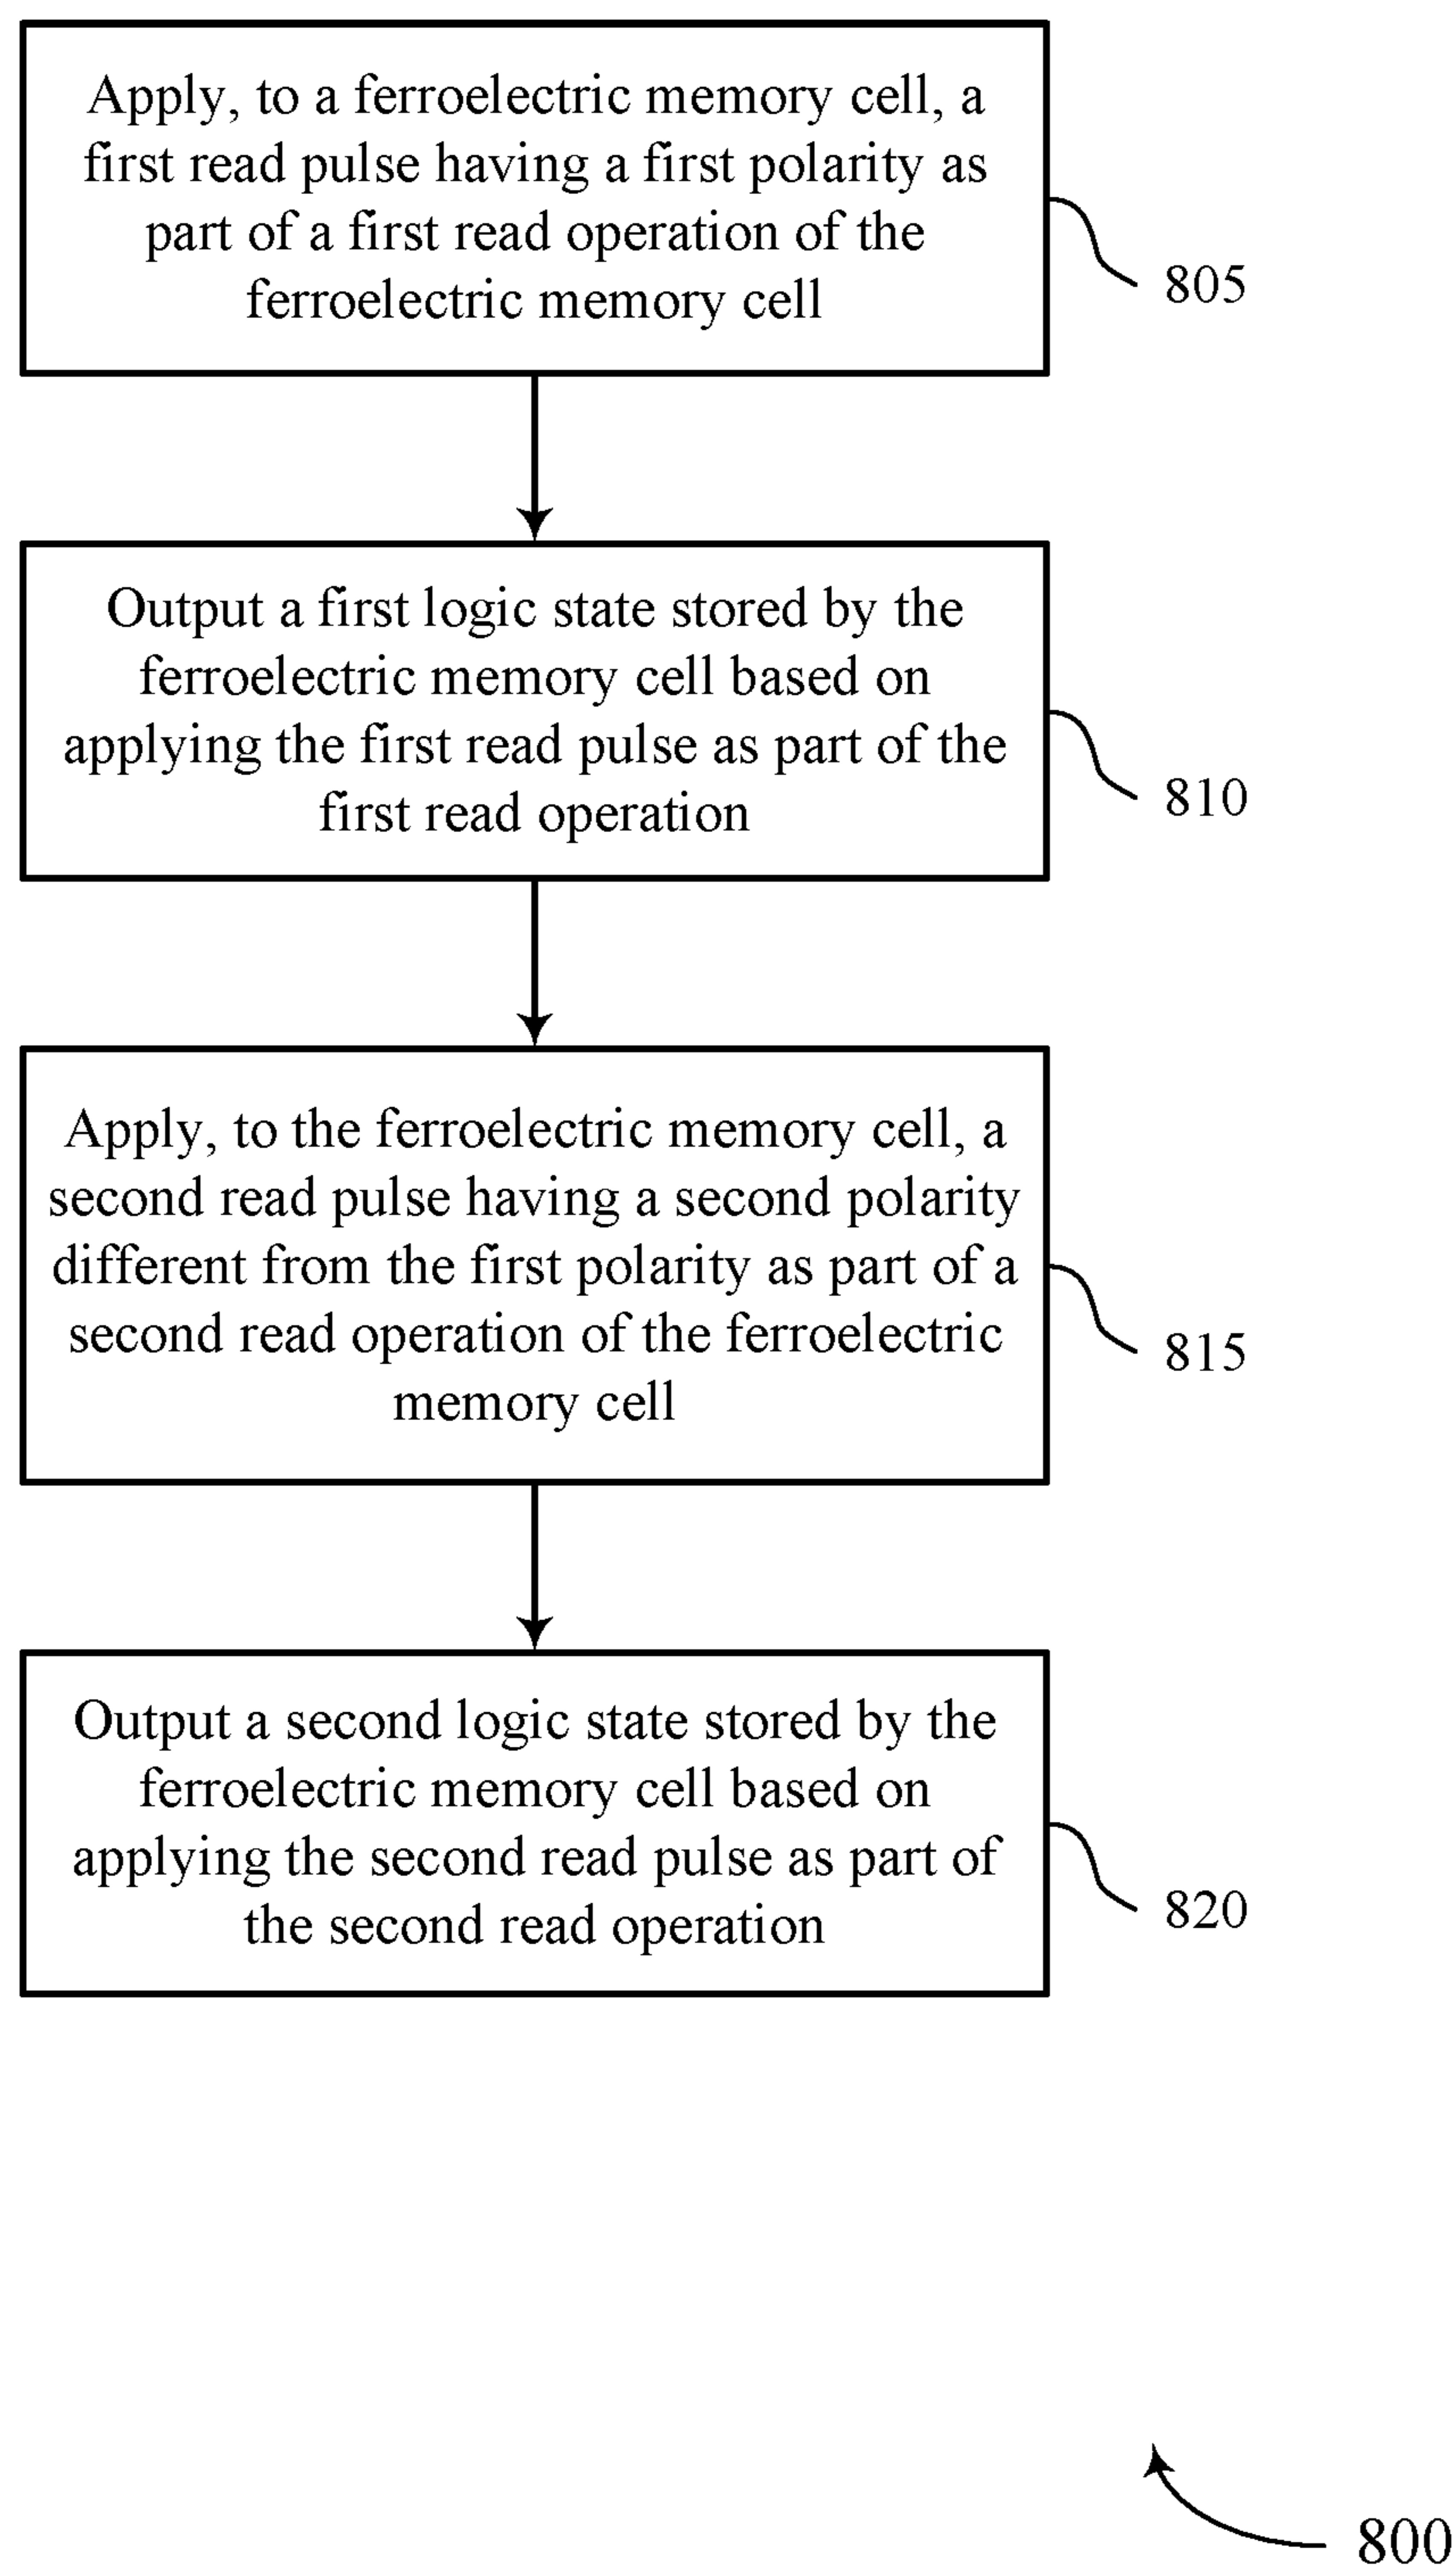 Apply, to a ferroelectric memory cell, a
first read pulse having a first polarity as
part of a first read operation of the
ferroelectric memory cell
805
Output a first logic state stored by the
ferroelectric memory cell based on
applying the first read pulse as part of the
first read operation
810
Apply, to the ferroelectric memory cell, a
second read pulse having a second polarity
different from the first polarity as part of a
second read operation of the ferroelectric
memory cell
815
Output a second logic state stored by the
ferroelectric memory cell based on
applying the second read pulse as part of
the second read operation
820
800